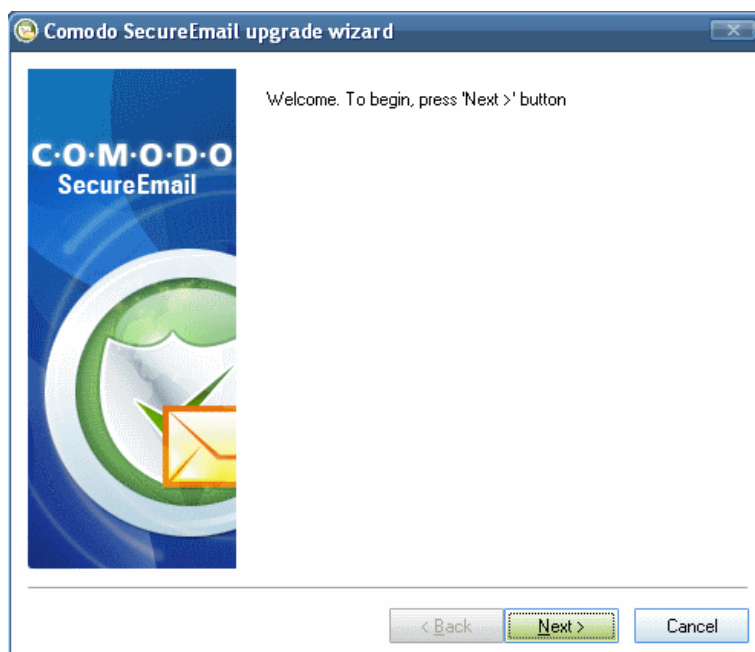 Comodo SecureEmail upgrade wizard
C·O·M·O·D·O
SecureEmail
Welcome. To begin, press 'Next >' button
< Back
Next >
Cancel